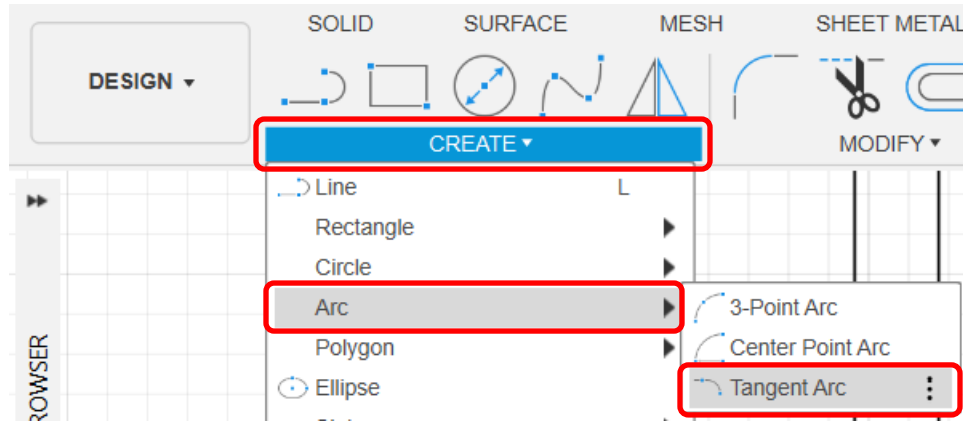 SOLID SURFACE MESH SHEET METAL
DESIGN
CREATE MODIFY
Line L
Rectangle
Circle
Arc
3-Point Arc
Polygon
Center Point Arc
Ellipse
Tangent Arc
ROWSER